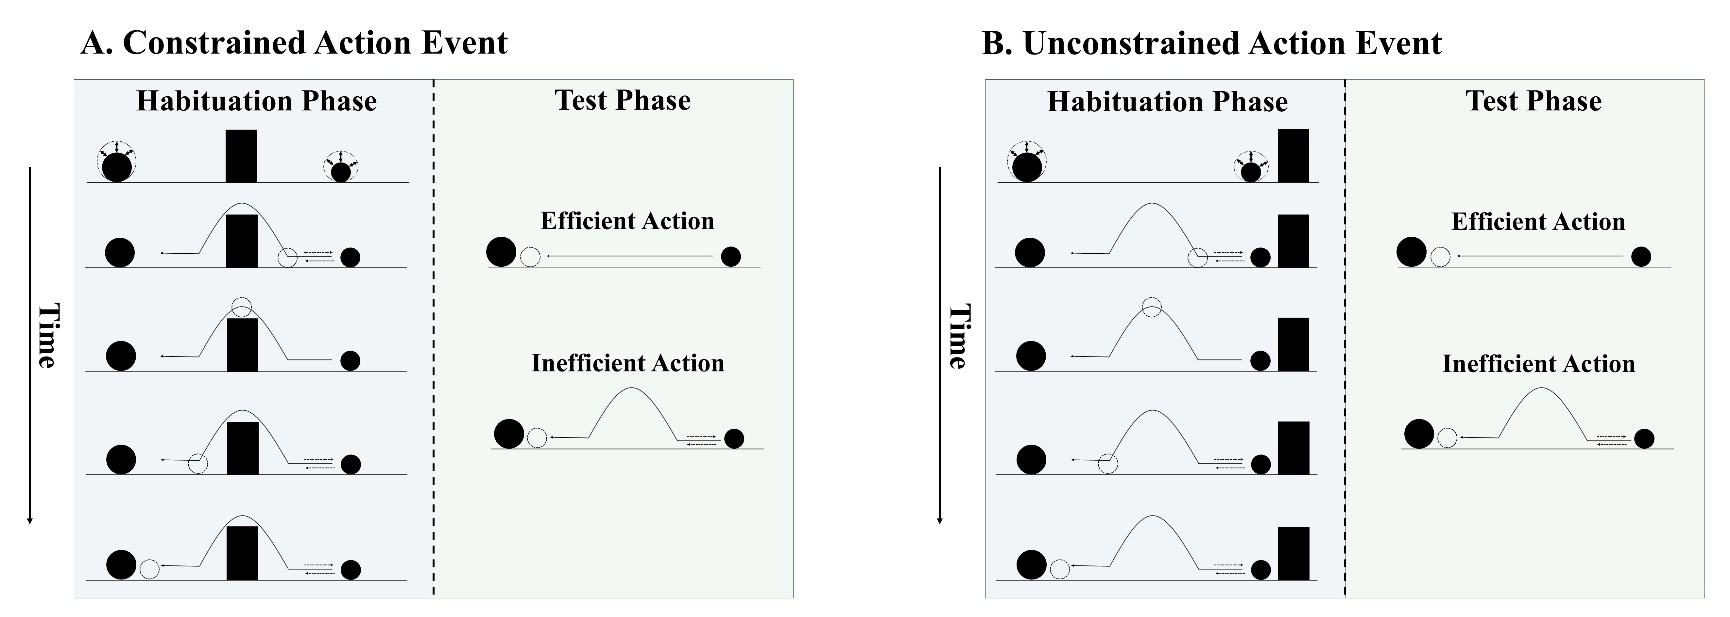 A. Constrained Action Event
Habituation Phase
Test Phase
Time
Efficient Action
Inefficient Action
B. Unconstrained Action Event
Habituation Phase
Test Phase
Time
Efficient Action
Inefficient Action